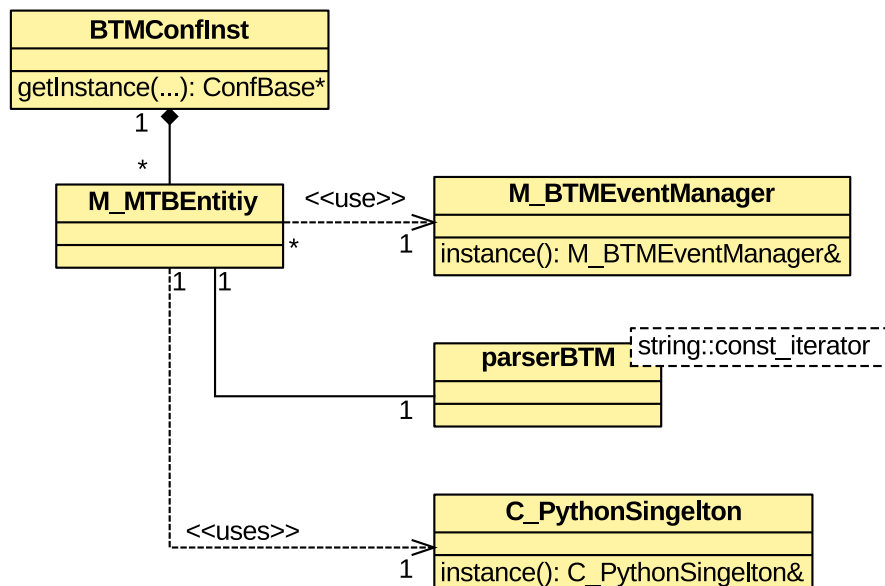 BTMConfInst
getInstance(...): ConfBase*
1
*
M_MTBEntitiy
<<use>>
M_BTMEventManager
*
1
instance(): M_BTMEventManager&
1
1
string::const_iterator
parserBTM
1
C_PythonSingelton
<<uses>>
1
instance(): C_PythonSingelton&